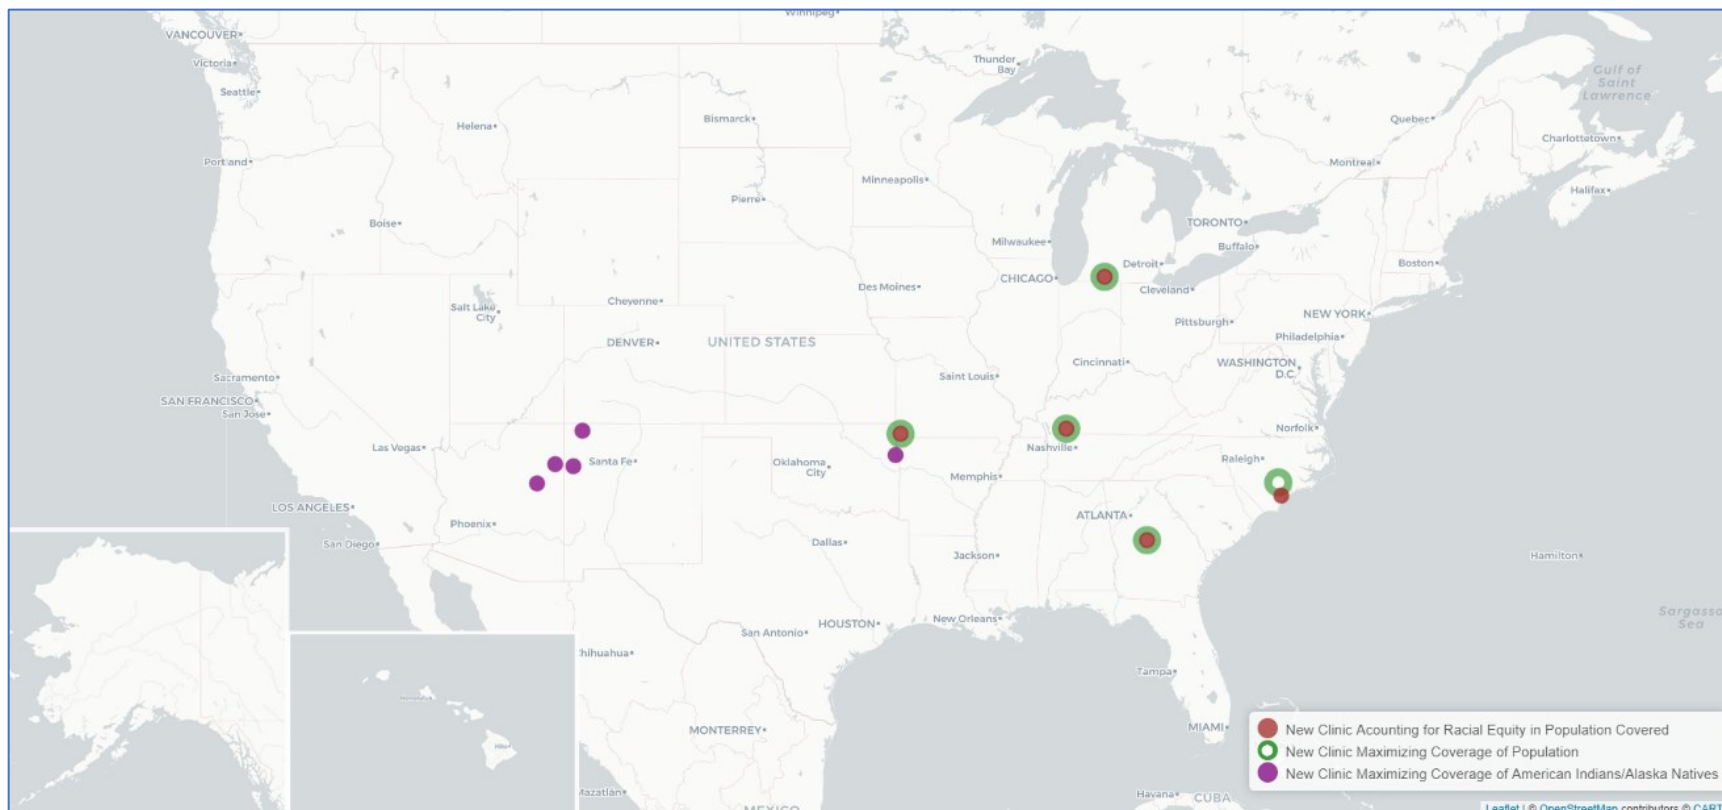 Winnipeg
VANCOUVER
Victoria
Seattle
Thunder
Bay
Gulf of
Saint
Lawrence
Helena
Bismarck
Quebec
Charlottetown
Portland
Montreal
Minneapolis
Halifax
Pierre
Boise
TORONTO
Milwaukee
Buffalo
Detroit
Boston
CHICAGO
Des Moines
Cleveland
Salt Lake
City
Cheyenne
NEW YORK
Pittsburgh
Philadelphia
DENVER
UNITED STATES
Cincinnati
WASHINGTON
D.C.
Sacramento
Saint Louis
SAN FRANCISCO
San Jose
Norfolk
Las Vegas
Nashville
Santa Fe
Oklahoma
City
Raleigh
Memphis
LOS ANGELES
Phoenix
ATLANTA
San Diego
Dallas
Jackson
Hamilton
New Orleans
HOUSTON
San Antonio
Sargasso
Sea
Chihuahua
Tampa
Honolulu
MONTERREY
MIAMI
Hilo
New Clinic Acounting for Racial Equity in Population Covered
New Clinic Maximizing Coverage of Population
New Clinic Maximizing Coverage of American Indians/Alaska Natives
Mazatlán
Havana
CUBA
MEXICO
Leaflet | © OpenStreetMap contributors © CART